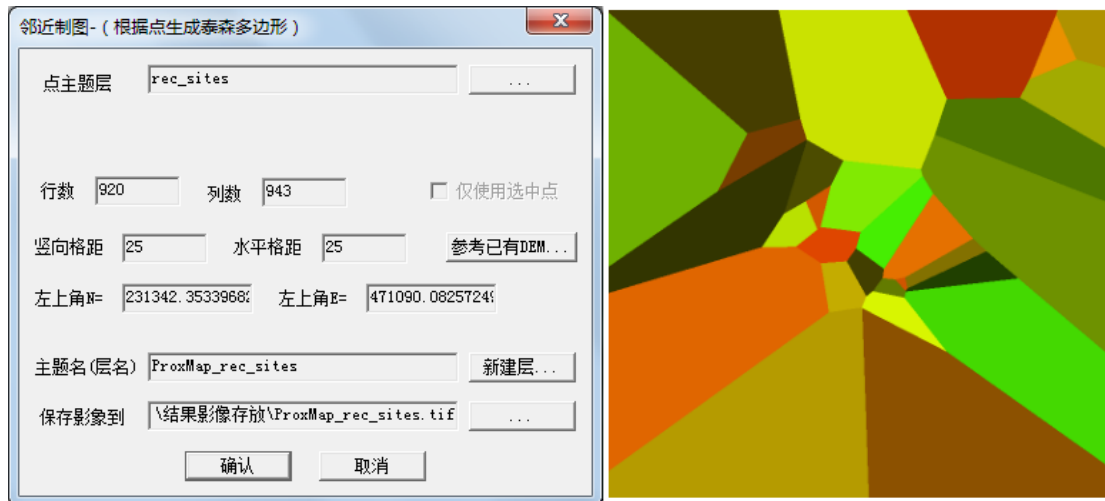 邻近制图-（根据点生成泰森多边形）
点主题层 rec_sites ...
行数 920 列数 943 仅使用选中点
竖向格距 25 水平格距 25 参考已有DEM...
左上角N= 231342.3533968 左上角E= 471090.0825724
主题名(层名) ProxMap_rec_sites 新建层...
保存影象到 \结果影像存放\ProxMap_rec_sites.tif ...
确认 取消